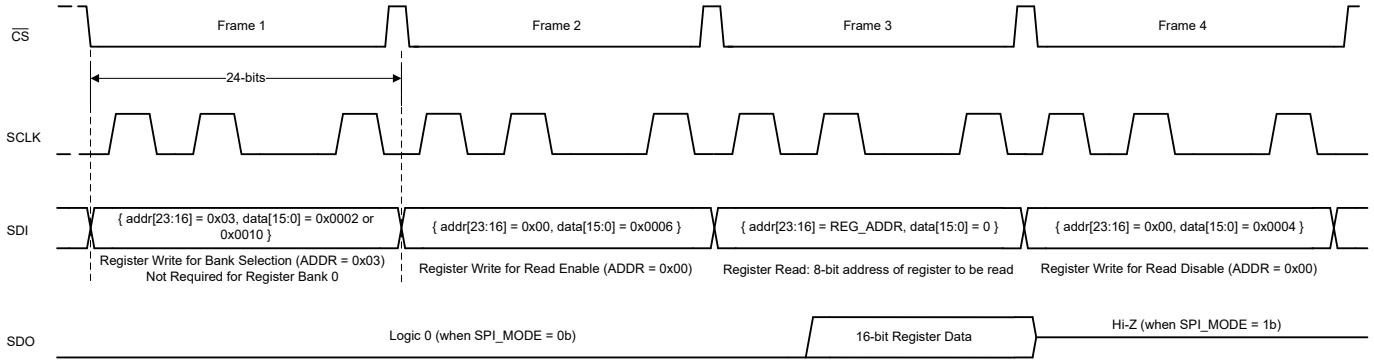 CS
Frame 1
Frame 2
Frame 3
Frame 4
24-bits
SCLK
SDI
{ addr[23:16] = 0x03, data[15:0] = 0x0002 or
0x0010 }
{ addr[23:16] = 0x00, data[15:0] = 0x0006 }
{ addr[23:16] = REG_ADDR, data[15:0] = 0 }
{ addr[23:16] = 0x00, data[15:0] = 0x0004 }
Register Write for Bank Selection (ADDR = 0x03)
Not Required for Register Bank 0
Register Write for Read Enable (ADDR = 0x00)
Register Read: 8-bit address of register to be read
Register Write for Read Disable (ADDR = 0x00)
SDO
Logic 0 (when SPI_MODE = 0b)
16-bit Register Data
Hi-Z (when SPI_MODE = 1b)